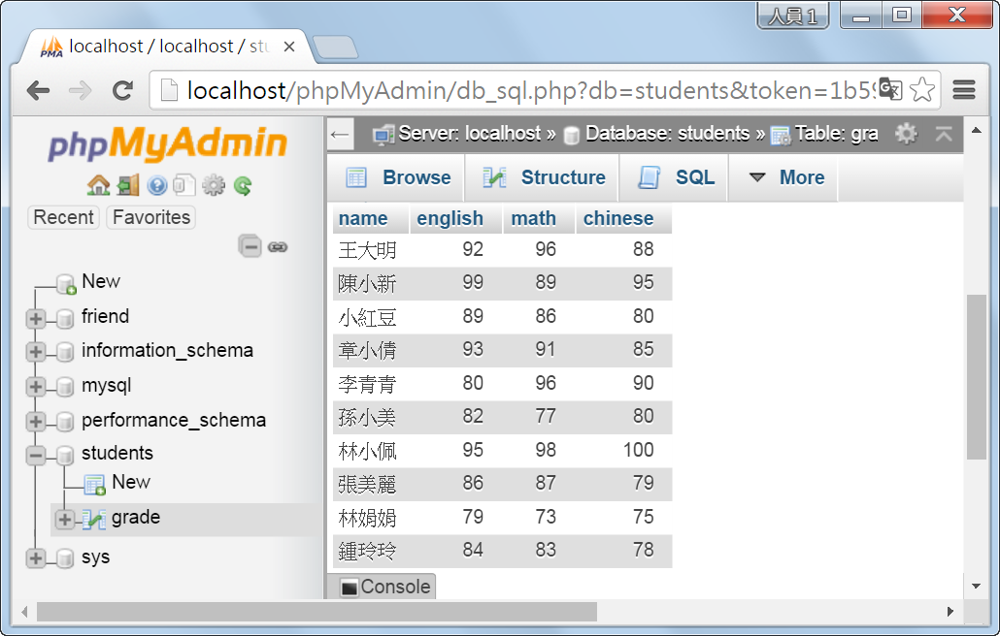 人員 1
localhost / localhost / stu
localhost/phpMyAdmin/db_sql.php?db=students&token=1b59
phpMyAdmin
Recent Favorites
New
friend
information_schema
mysql
performance_schema
students
New
grade
sys
Server: localhost » Database: students » Table: gra
Browse Structure SQL More
name english math chinese
王大明 92 96 88
陳小新 99 89 95
小紅豆 89 86 80
章小倩 93 91 85
李青青 80 96 90
孫小美 82 77 80
林小佩 95 98 100
張美麗 86 87 79
林娟娟 79 73 75
鍾玲玲 84 83 78
Console